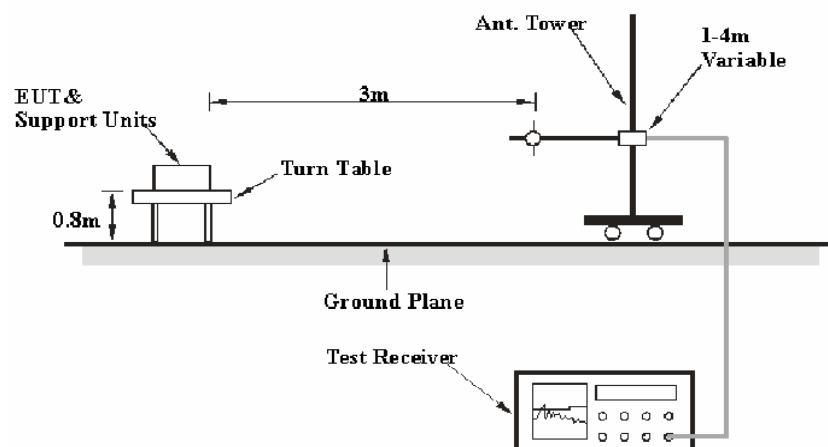 Ant. Tower
1-4m
Variable
EUT&
Support Units
3m
Turn Table
0.8m
Ground Plane
Test Receiver